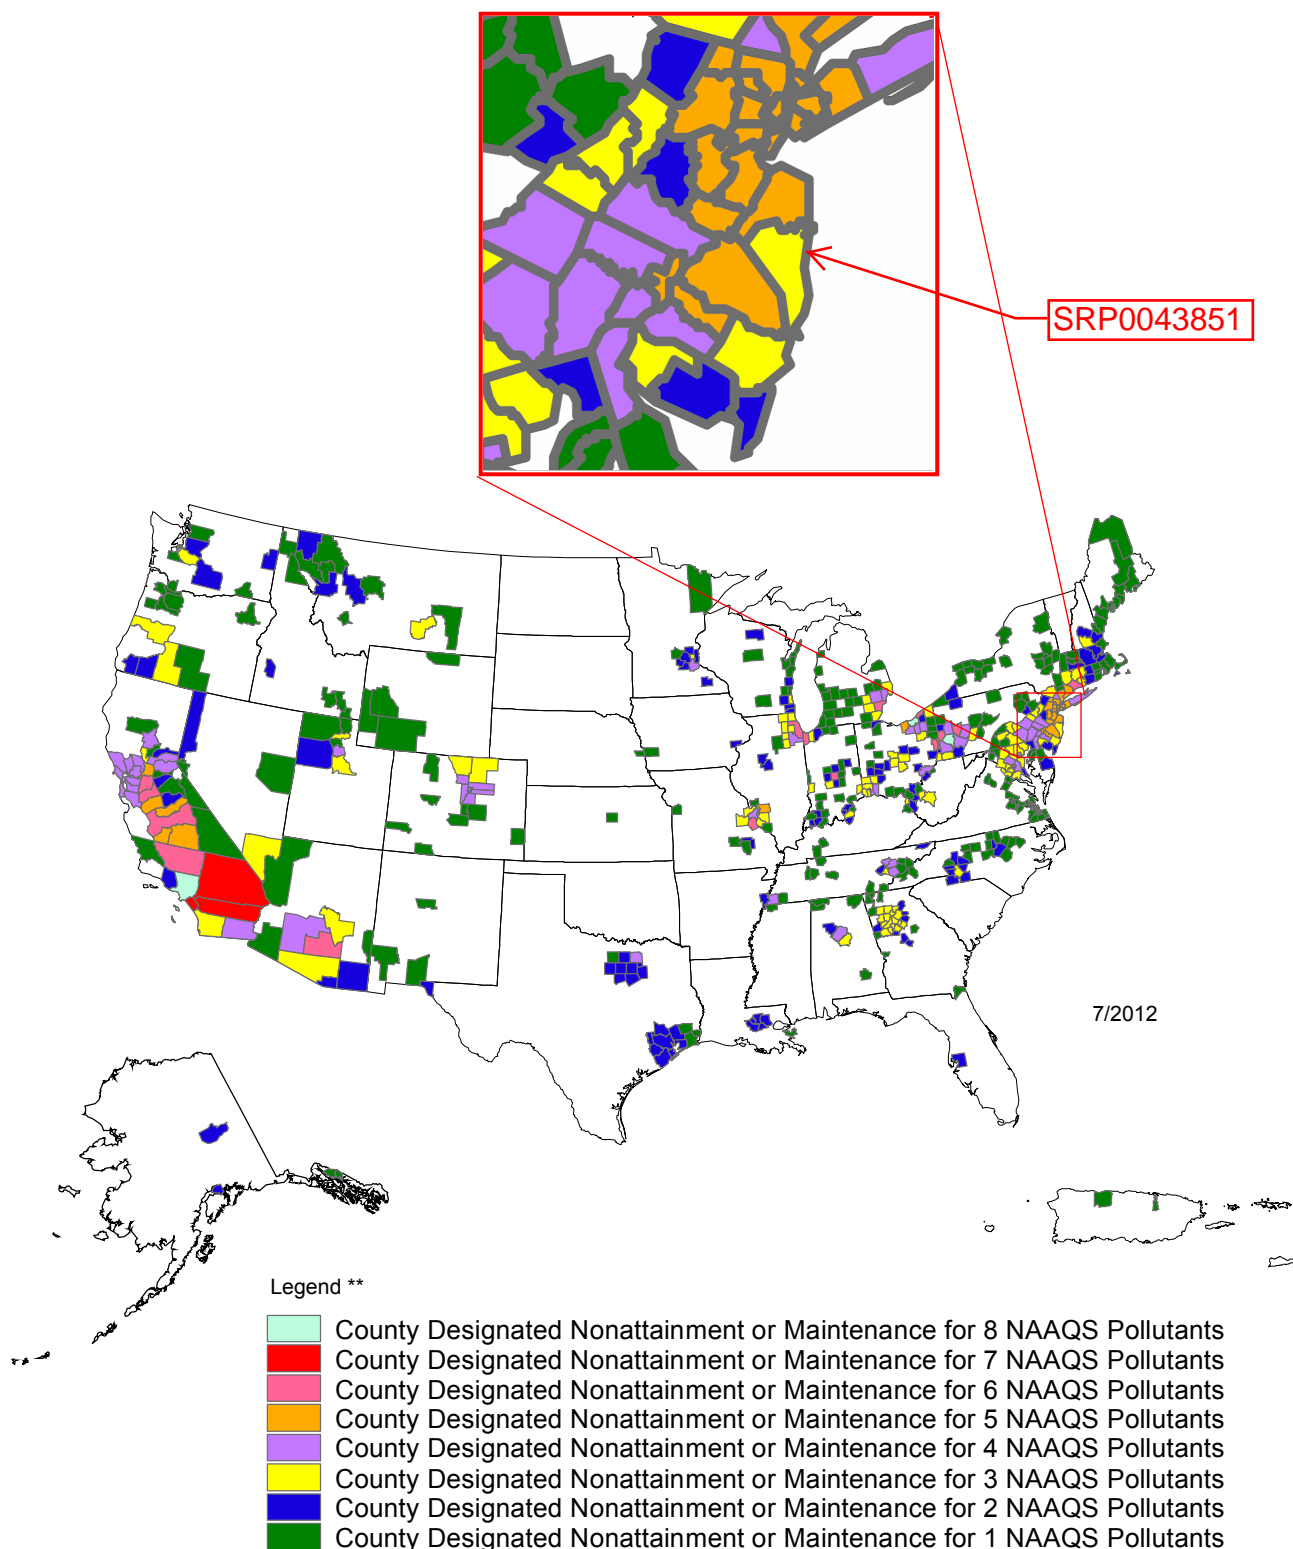 SRP0043851
7/2012
Legend **
County Designated Nonattainment or Maintenance for 8 NAAQS Pollutants
County Designated Nonattainment or Maintenance for 7 NAAQS Pollutants
County Designated Nonattainment or Maintenance for 6 NAAQS Pollutants
County Designated Nonattainment or Maintenance for 5 NAAQS Pollutants
County Designated Nonattainment or Maintenance for 4 NAAQS Pollutants
County Designated Nonattainment or Maintenance for 3 NAAQS Pollutants
County Designated Nonattainment or Maintenance for 2 NAAQS Pollutants
County Designated Nonattainment or Maintenance for 1 NAAQS Pollutants